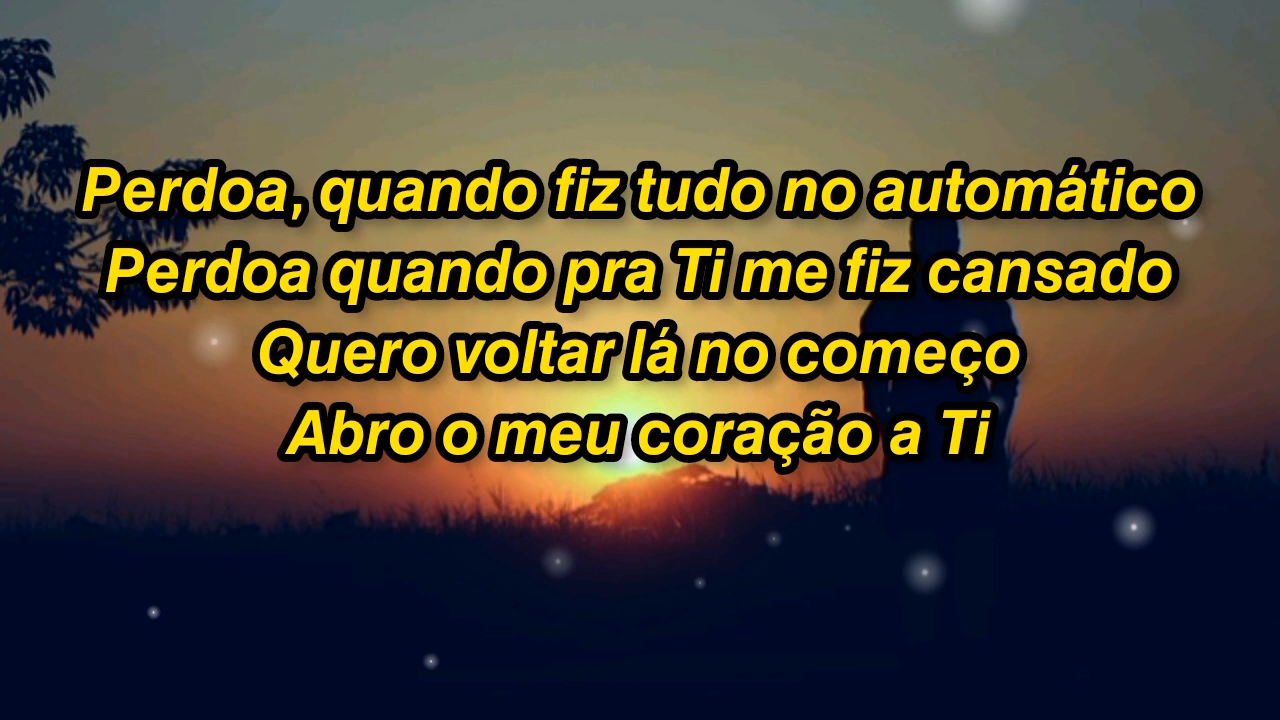 Perdoa, quando fiz tudo no automático
Perdoa quando pra Ti me fiz cansado
Quero voltar lá no começo
Abro o meu coração a Ti